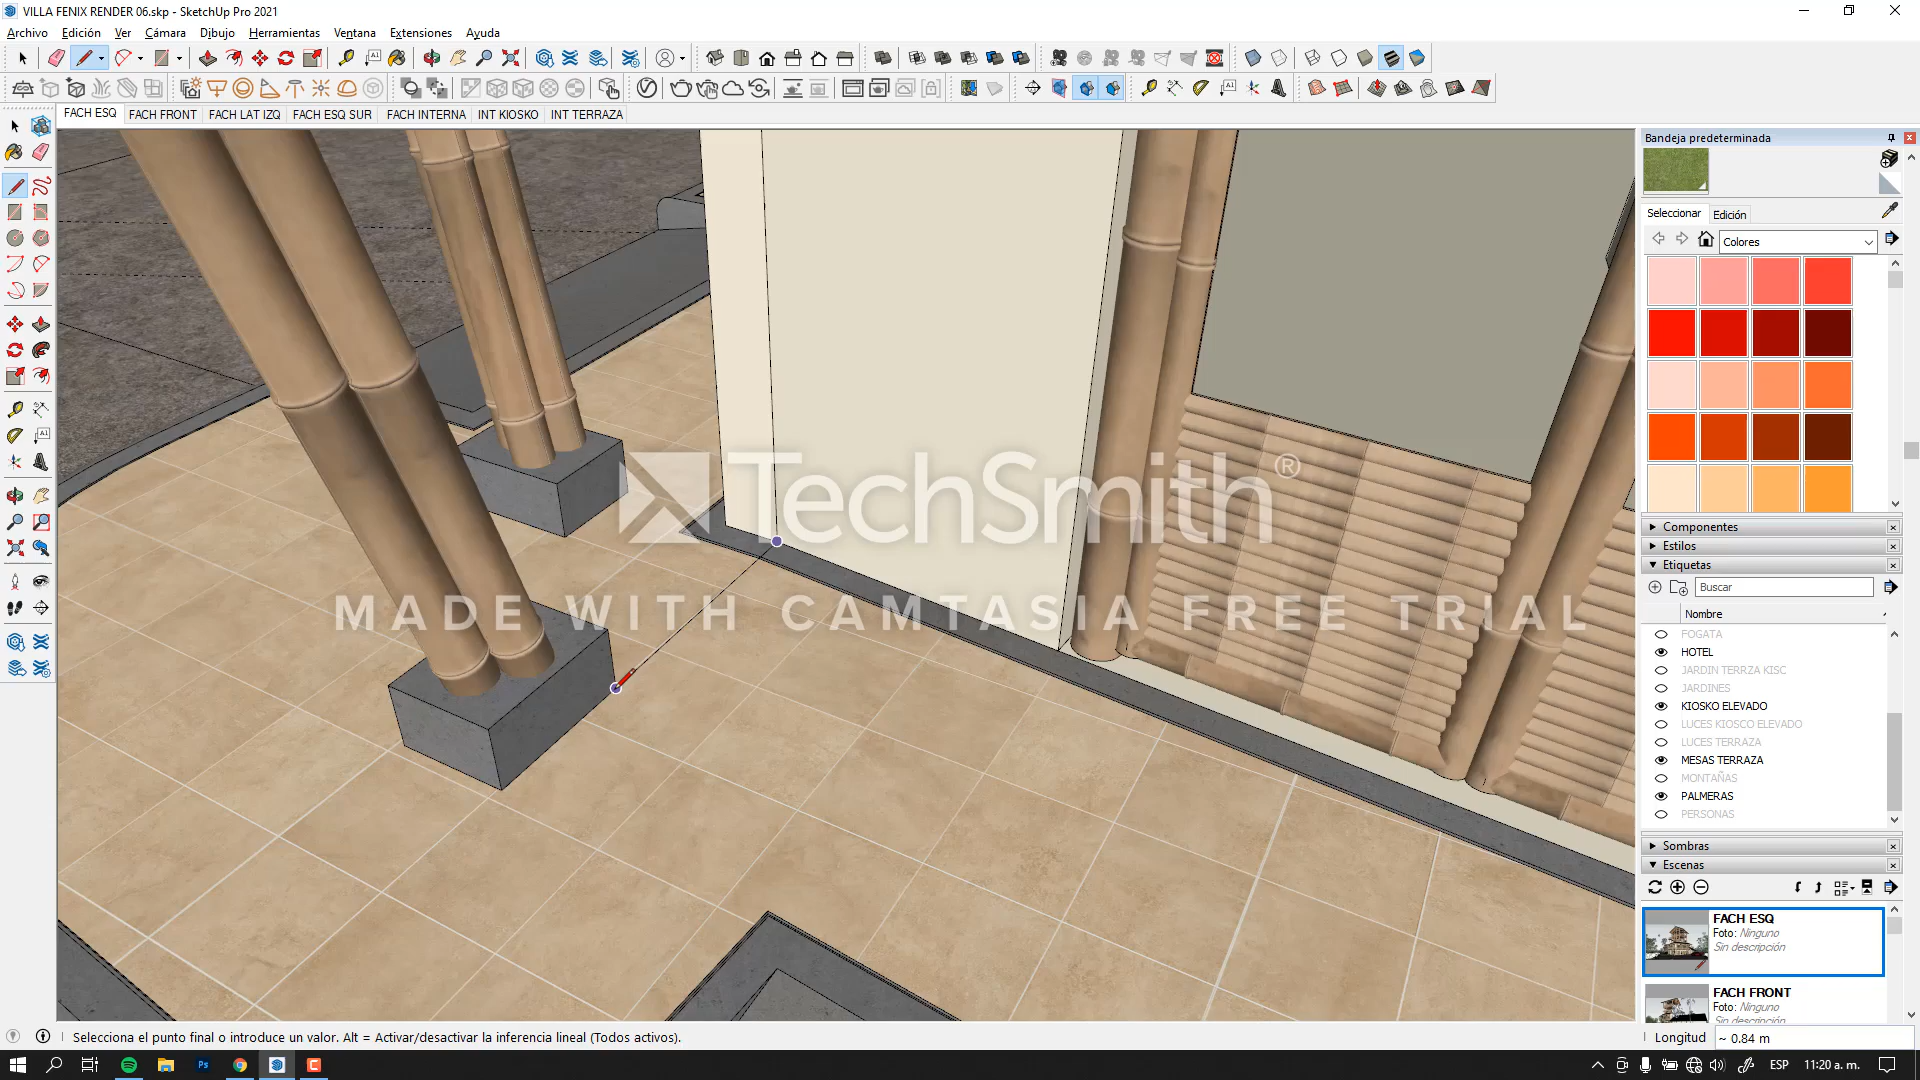 VILLA FENIX RENDER 06.skp - SketchUp Pro 2021
Archivo Edición Ver Cámara Dibujo Herramientas Ventana Extensiones Ayuda
FACH ESQ FACH FRONT FACH LAT IZQ FACH ESQ SUR FACH INTERNA INT KIOSKO INT TERRAZA
Bandeja predeterminada
Seleccionar Edición
Colores
TechSmith®
MADE WITH CAMTASIA FREE TRIAL
Componentes
Estilos
Etiquetas
Buscar
Nombre
FOGATA
HOTEL
JARDIN TERRZA KISC
JARDINES
KIOSKO ELEVADO
LUCES KIOSCO ELEVADO
LUCES TERRAZA
MESAS TERRAZA
MONTAÑAS
PALMERAS
PERSONAS
Sombras
Escenas
FACH ESQ
Foto: Ninguno
Sin descripción
FACH FRONT
Foto: Ninguno
Sin descripción
Selecciona el punto final o introduce un valor. Alt = Activar/desactivar la inferencia lineal (Todos activos).
Longitud ~ 0.84 m
Ps
ESP 11:20 a. m.